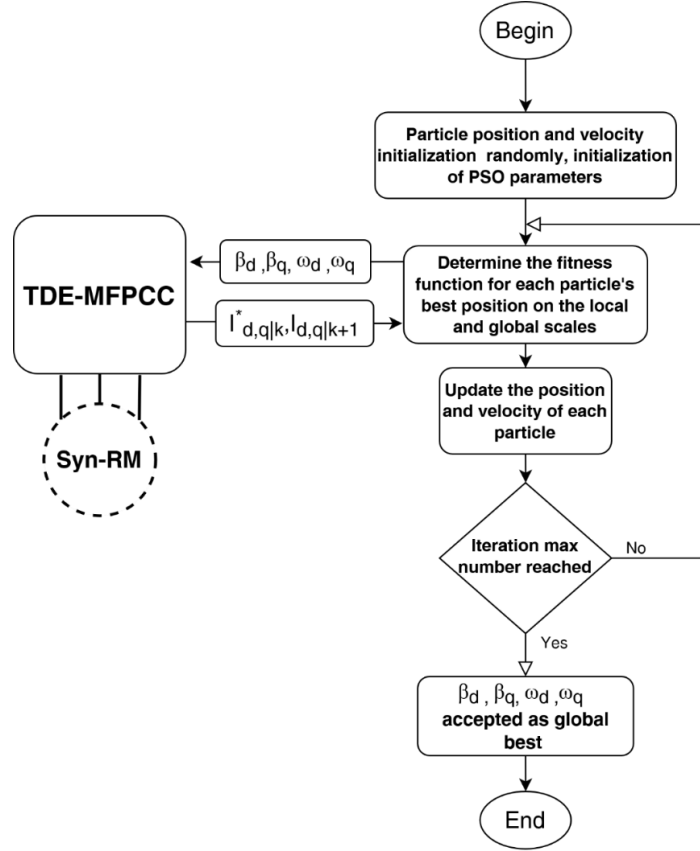 Begin
Particle position and velocity
initialization randomly, initialization
of PSO parameters
TDE-MFPCC
βd ,βq, ωd ,ωq
I*d,q|k,Id,q|k+1
Determine the fitness
function for each particle's
best position on the local
and global scales
Update the position
and velocity of each
particle
Syn-RM
Iteration max
number reached
No
Yes
βd , βq, ωd ,ωq
accepted as global
best
End